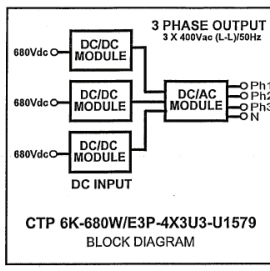 3 PHASE OUTPUT
3 X 400Vac (L-L)/50Hz
680Vdc
DC/DC
MODULE
680Vdc
DC/DC
MODULE
DC/AC
MODULE
Ph1
Ph2
Ph3
N
680Vdc
DC/DC
MODULE
DC INPUT
CTP 6K-680W/E3P-4X3U3-U1579
BLOCK DIAGRAM